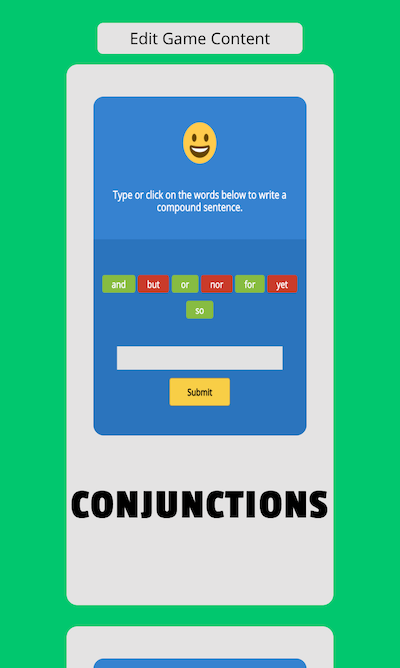 Edit Game Content
Type or click on the words below to write a
compound sentence.
and but or nor for yet
so
Submit
CONJUNCTIONS